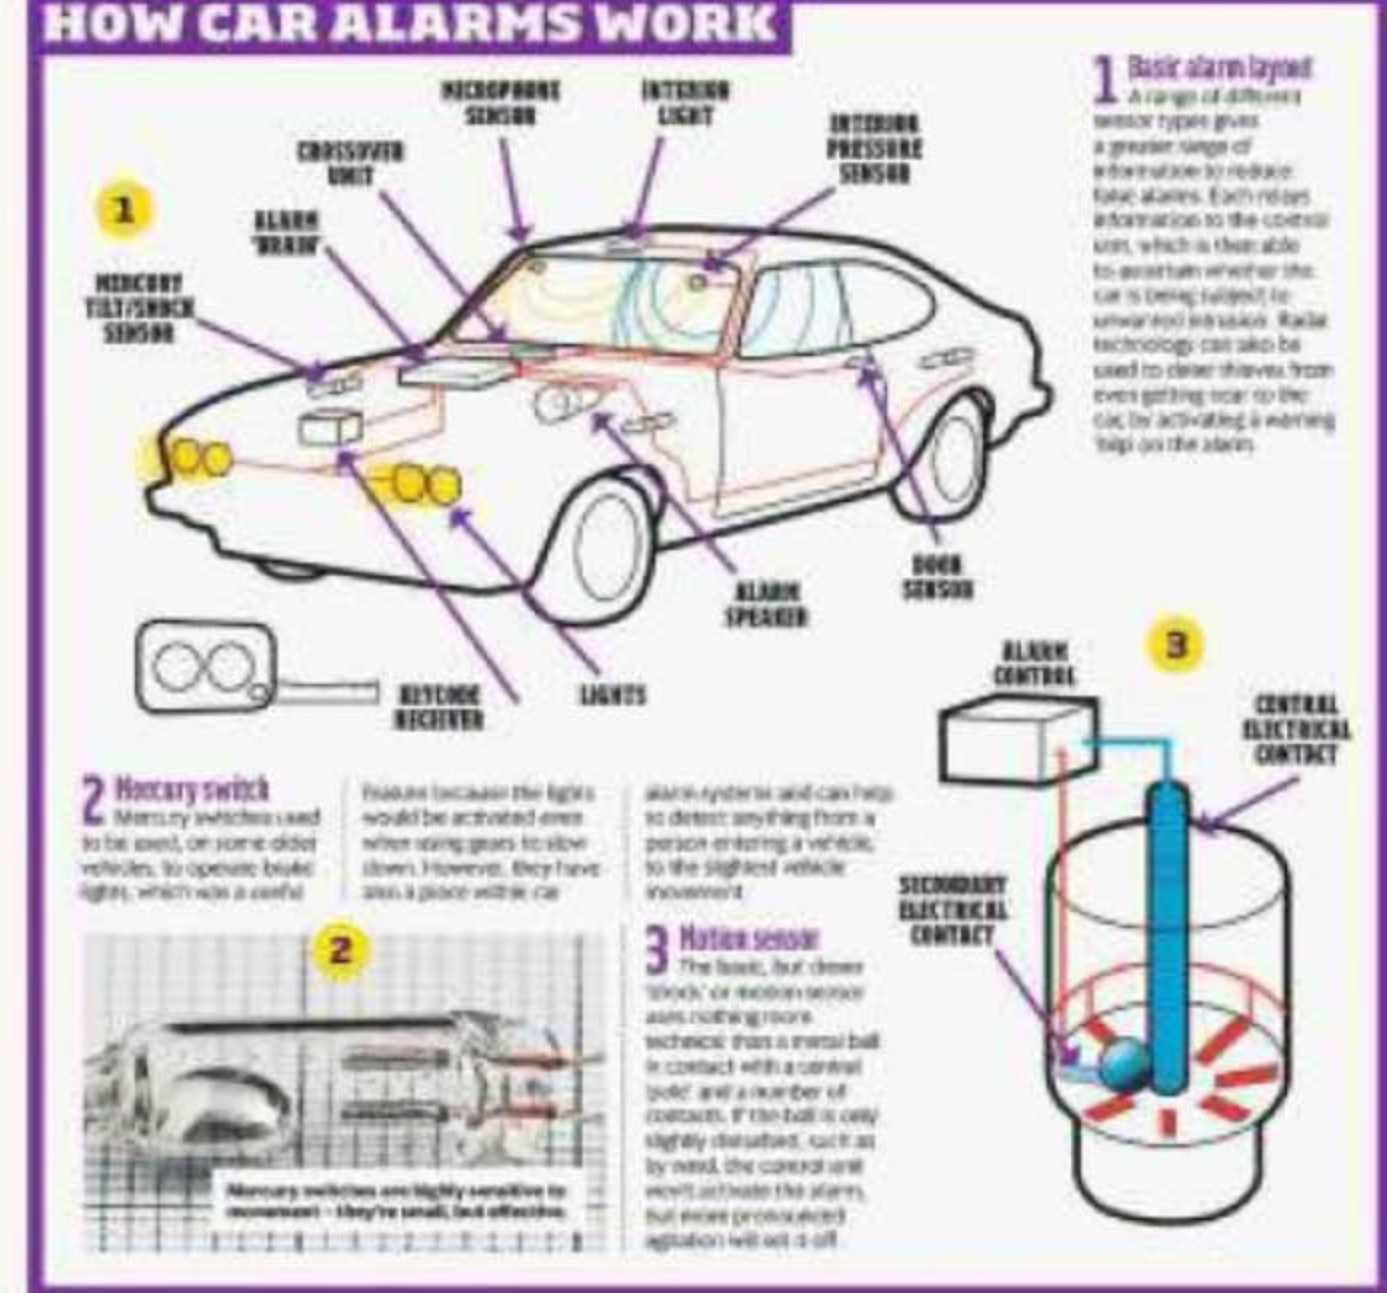 HOW CAR ALARMS WORK
MICROPHONE
SENSOR
INTERIOR
LIGHT
INTERIOR
PRESSURE
SENSOR
CROSSOVER
UNIT
ALARM
'BRAIN'
MERCURY
TILT/SHOCK
SENSOR
1
1 Basic alarm layout
A range of different
sensor types gives
a greater range of
information to reduce
false alarms. Each relays
information to the control
unit, which is then able
to ascertain whether the
car is being subject to
unwanted intrusion. Radar
technology can also be
used to deter thieves from
even getting near to the
car, by activating a warning
'blip' on the alarm.
DOOR
SENSOR
ALARM
SPEAKER
LIGHTS
KEYCODE
RECEIVER
2 Mercury switch
Mercury switches used
to be used, on some older
vehicles, to operate brake
lights, which was a useful
feature because the lights
would be activated even
when using gears to slow
down. However, they have
also a place within car
alarm systems and can help
to detect anything from a
person entering a vehicle,
to the slightest vehicle
movement
2
Mercury switches are highly sensitive to
movement - they're small, but effective
3 Motion sensor
The basic, but clever
'shock' or motion sensor
uses nothing more
technical than a metal ball
in contact with a central
'pole' and a number of
contacts. If the ball is only
slightly disturbed, such as
by wind, the control unit
won't activate the alarm,
but more pronounced
agitation will set it off
3
ALARM
CONTROL
CENTRAL
ELECTRICAL
CONTACT
SECONDARY
ELECTRICAL
CONTACT